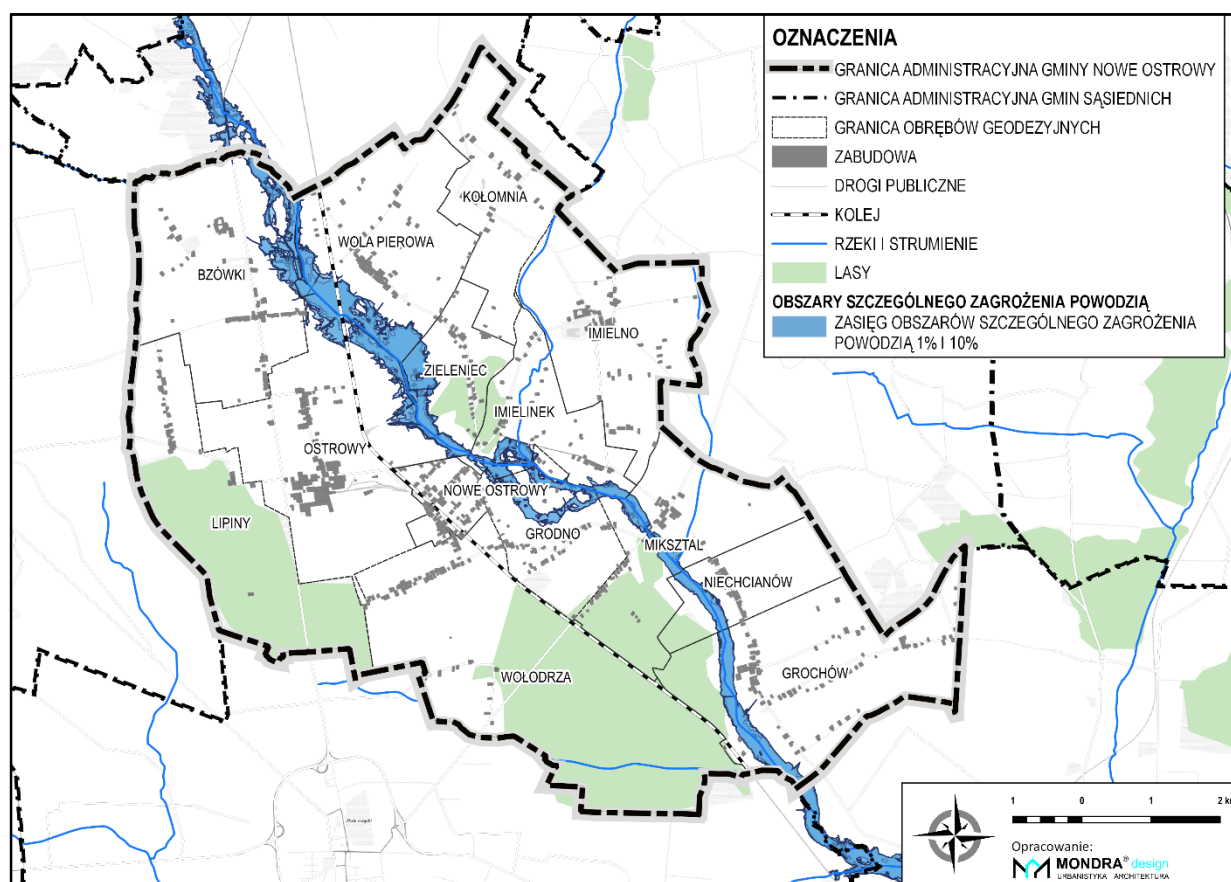 OZNACZENIA
GRANICA ADMINISTRACYJNA GMINY NOWE OSTROWY
GRANICA ADMINISTRACYJNA GMIN SĄSIEDNICH
GRANICA OBRĘBÓW GEODEZYJNYCH
ZABUDOWA
DROGI PUBLICZNE
KOLEJ
RZEKI I STRUMIENIE
LASY
OBSZARY SZCZEGÓLNEGO ZAGROŻENIA POWODZIĄ
ZASIĘG OBSZARÓW SZCZEGÓLNEGO ZAGROŻENIA
POWODZIĄ 1% I 10%
KOŁOMNIA
WOLA PIEROWA
BZÓWKI
IMIELNO
ZIELENIEC
IMIELINEK
OSTROWY
NOWE OSTROWY
LIPINY
GRODNO
MIKSZTAL
NIECHCIANÓW
WOŁODRZA
GROCHÓW
1 0 1 2 km
Opracowanie:
MONDRA® design
URBANISTYKA ARCHITEKTURA